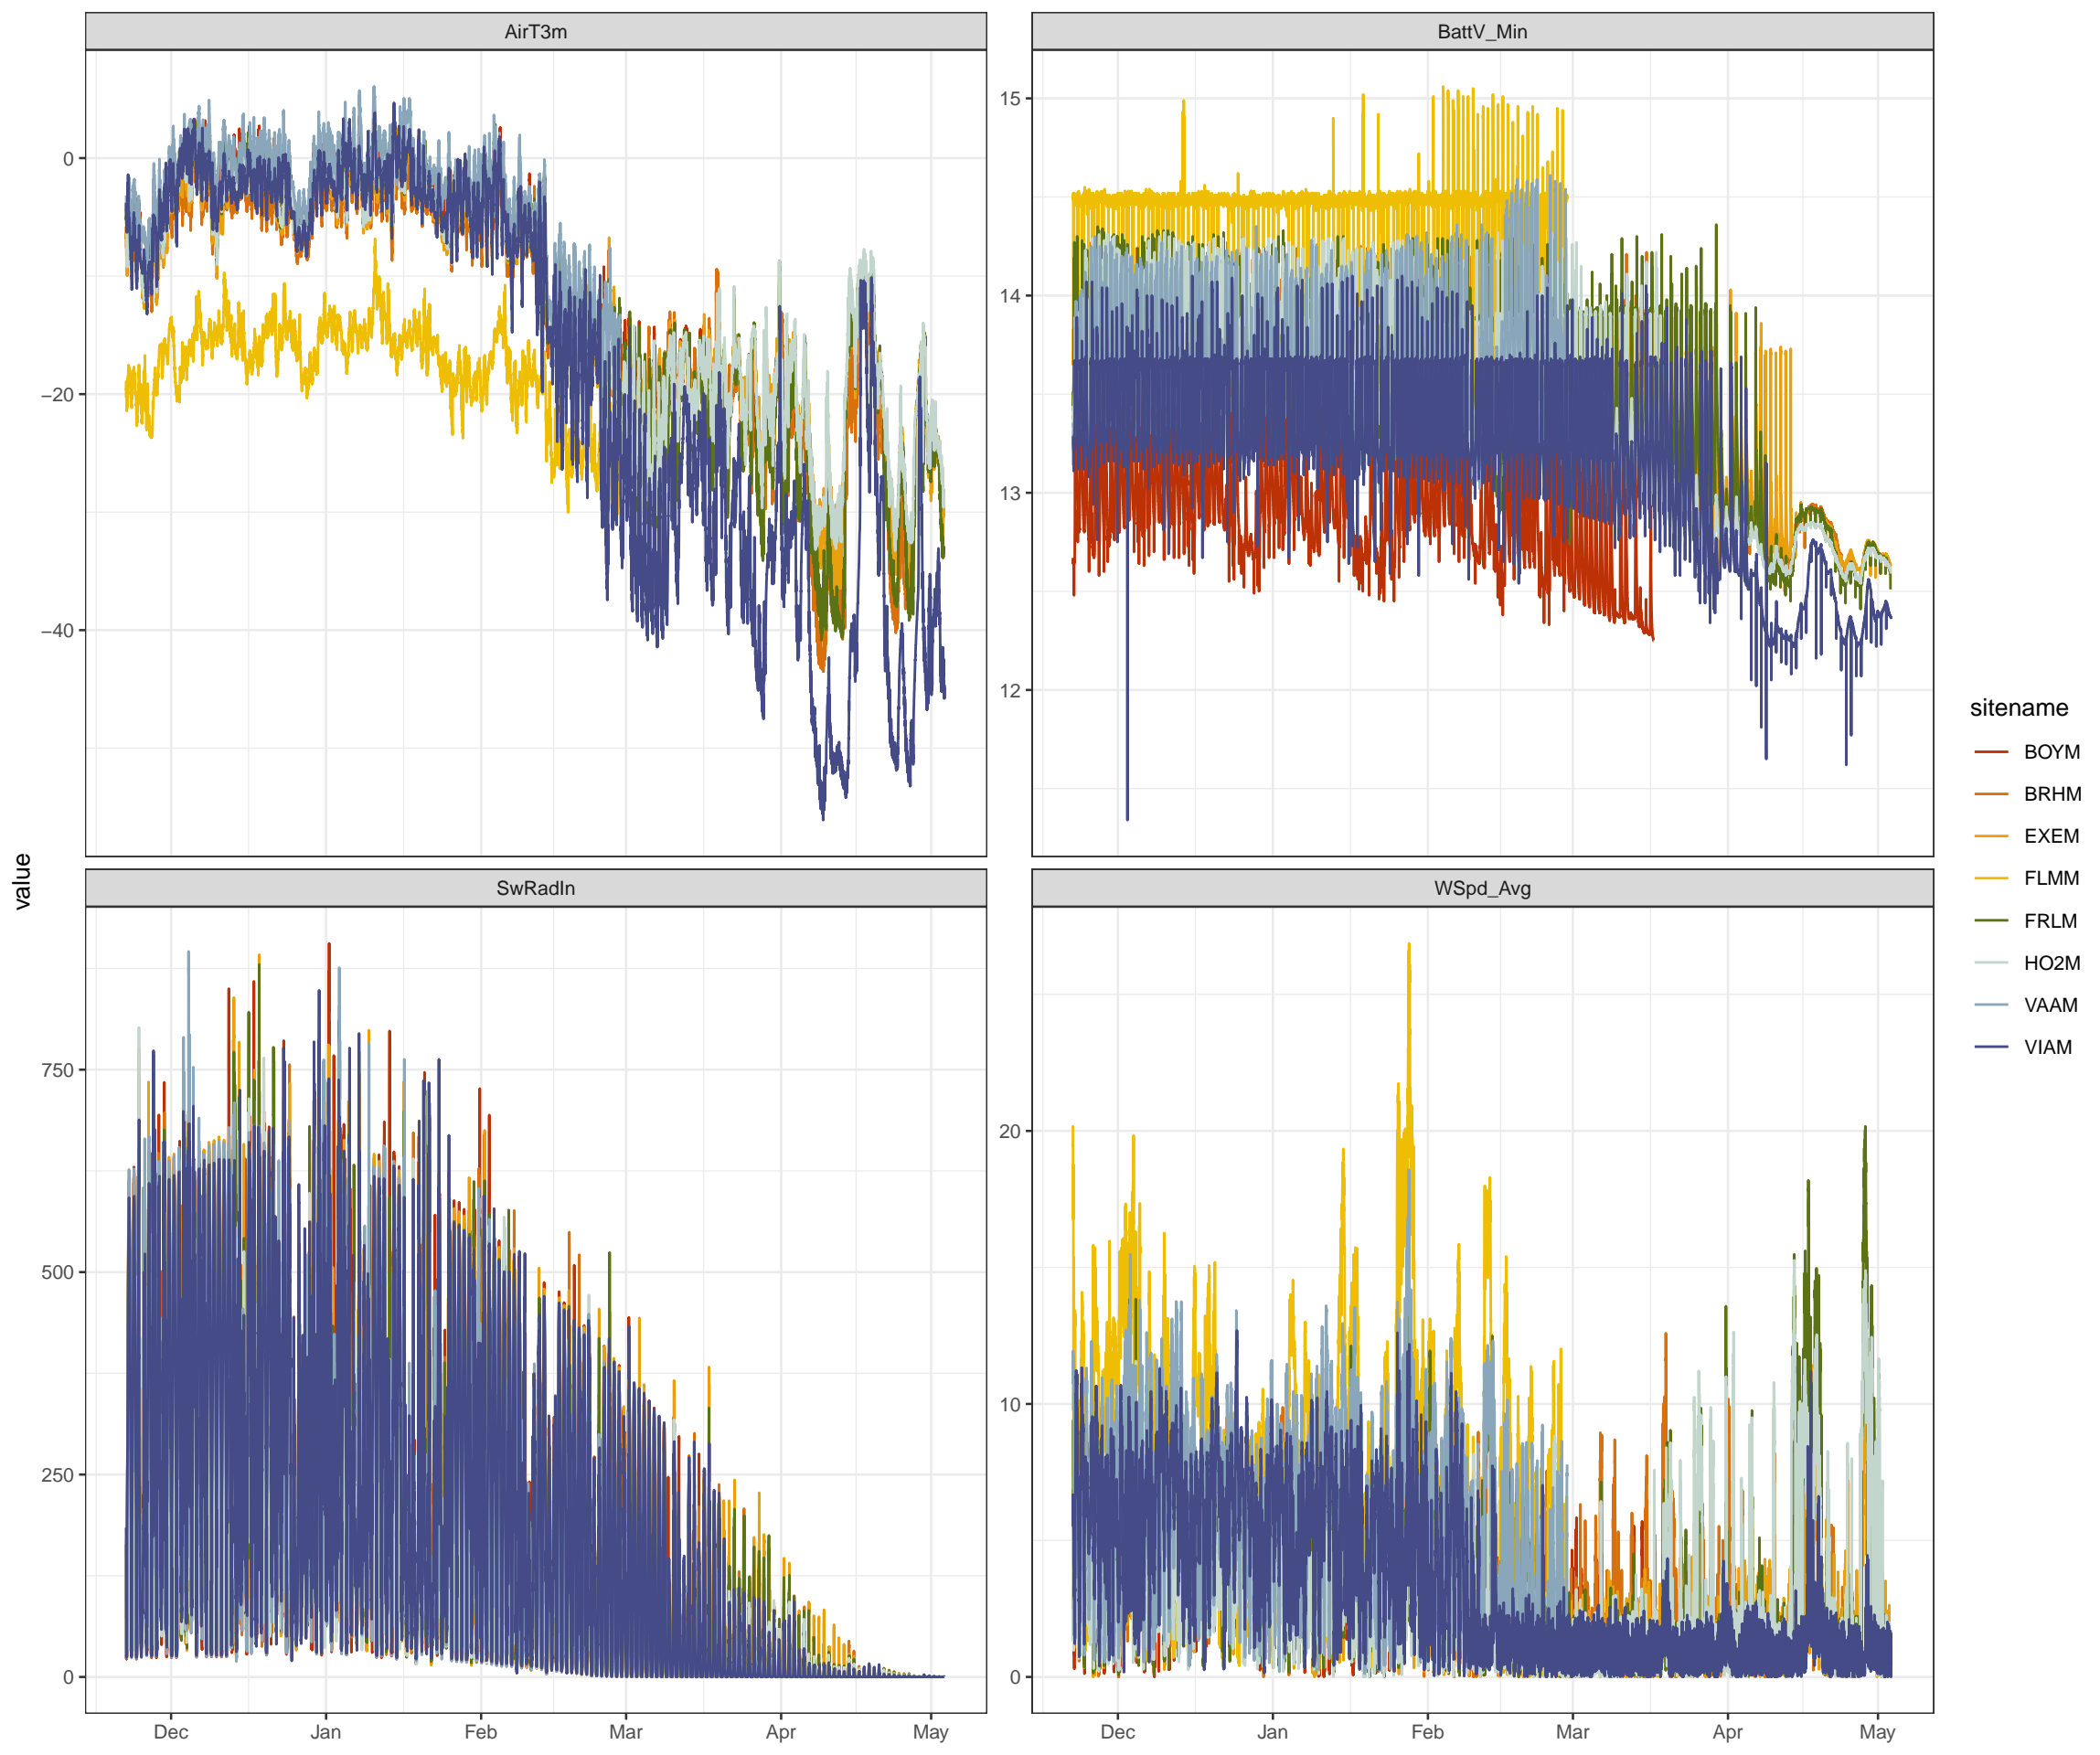 AirT3m
BattV_Min
0
−20
−40
15
14
13
12
value
SwRadIn
WSpd_Avg
750
500
250
0
20
10
0
Dec Jan Feb Mar Apr May
Dec Jan Feb Mar Apr May
sitename
BOYM
BRHM
EXEM
FLMM
FRLM
HO2M
VAAM
VIAM